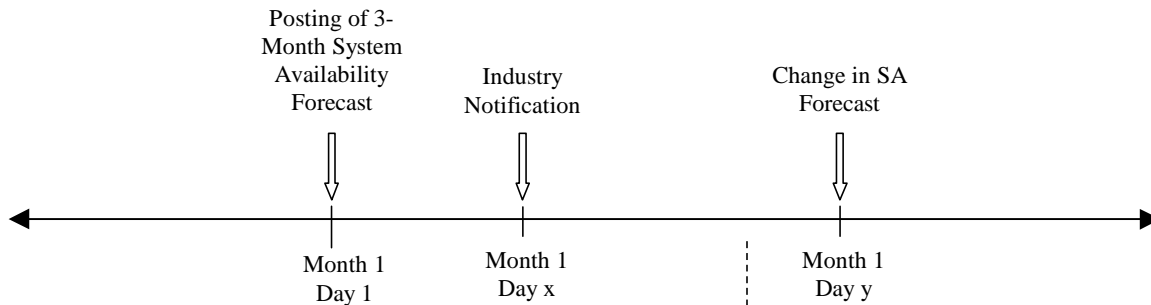 Posting of 3-
Month System
Availability
Forecast
Industry
Notification
Change in SA
Forecast
Month 1
Day 1
Month 1
Day x
Month 1
Day y